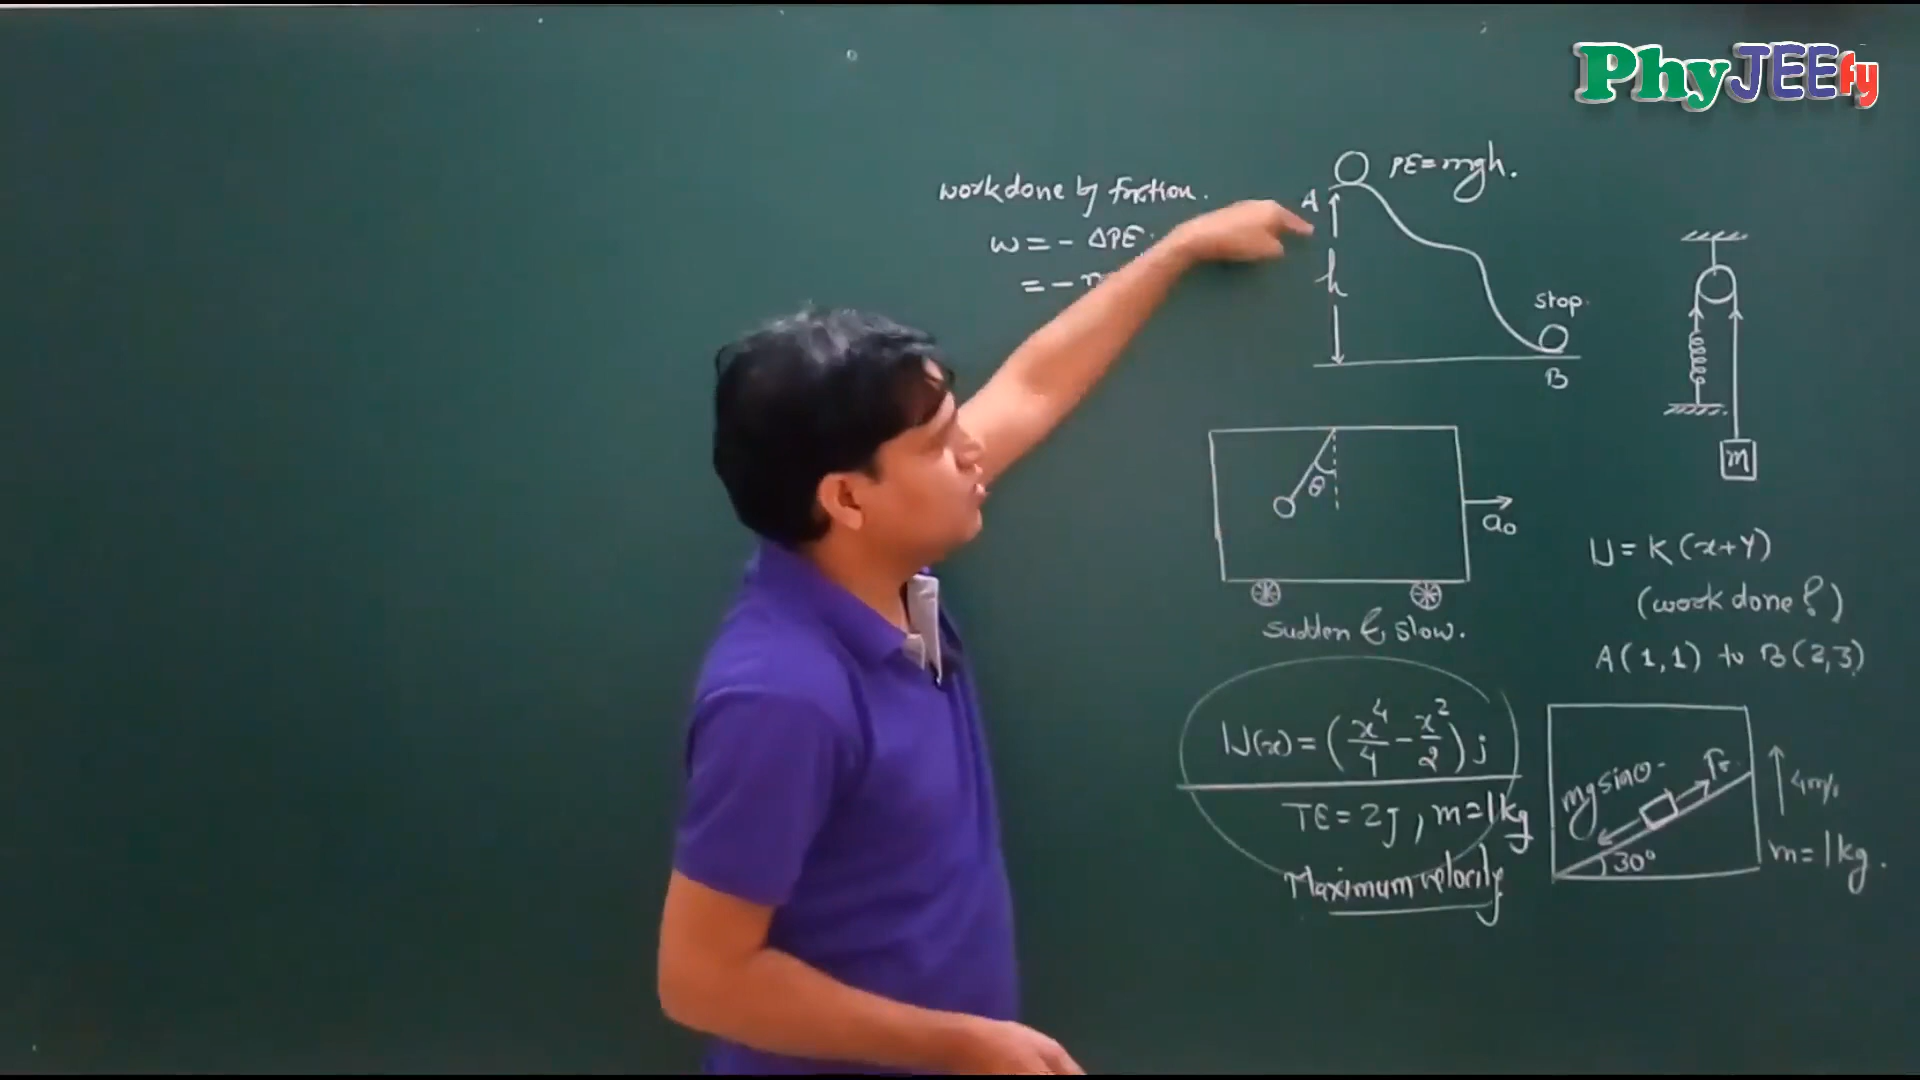 PhyJEEfy
work done by friction.
W = - ΔPE.
= -
A
PE = mgh.
h
stop.
B
m
θ
a₀
sudden & slow.
U = K (x+y)
(work done?)
A(1,1) to B(2,3)
U(x) = (x⁴/4 - x²/2) j
TE = 2J, m = 1kg
Maximum velocity
mg sinθ
fr.
30°
4m/s
m = 1kg.